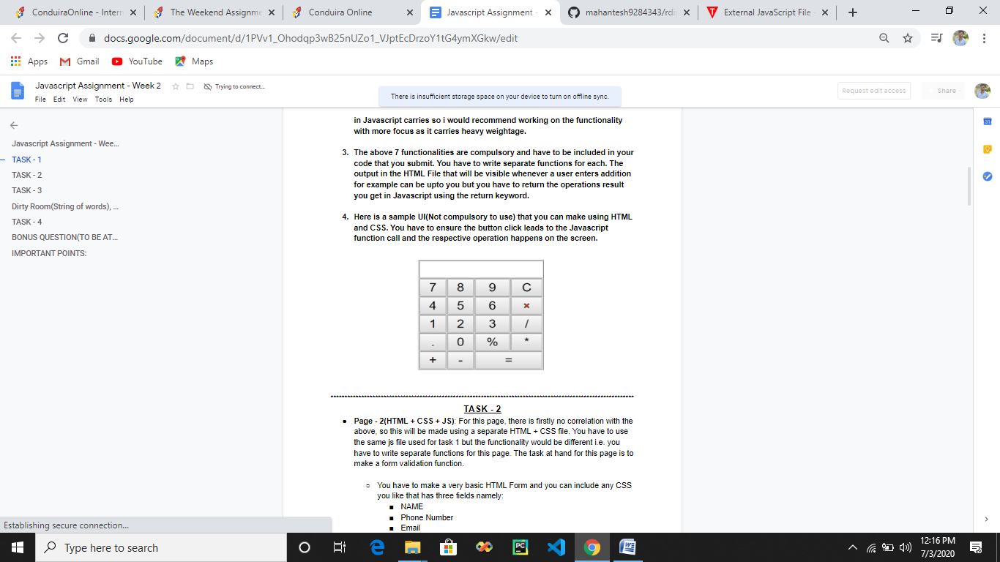 ConduiraOnline - Intern
The Weekend Assignme
Conduira Online
Javascript Assignment -
mahantesh9284343/rdi
External JavaScript File -
docs.google.com/document/d/1PVv1_Ohodqp3wB25nUZo1_VJptEcDrzoY1tG4ymXGkw/edit
Apps Gmail YouTube Maps
Javascript Assignment - Week 2 Trying to connect...
File Edit View Tools Help
There is insufficient storage space on your device to turn on offline sync.
Request edit access
Share
Javascript Assignment - Wee...
TASK - 1
TASK - 2
TASK - 3
Dirty Room(String of words), ...
TASK - 4
BONUS QUESTION(TO BE AT...
IMPORTANT POINTS:
in Javascript carries so i would recommend working on the functionality
with more focus as it carries heavy weightage.
3. The above 7 functionalities are compulsory and have to be included in your
code that you submit. You have to write separate functions for each. The
output in the HTML File that will be visible whenever a user enters addition
for example can be upto you but you have to return the operations result
you get in Javascript using the return keyword.
4. Here is a sample UI(Not compulsory to use) that you can make using HTML
and CSS. You have to ensure the button click leads to the Javascript
function call and the respective operation happens on the screen.
7 8 9 C
4 5 6 ×
1 2 3 /
. 0 % *
+ - =
TASK - 2
● Page - 2(HTML + CSS + JS): For this page, there is firstly no correlation with the
above, so this will be made using a separate HTML + CSS file. You have to use
the same js file used for task 1 but the functionality would be different i.e. you
have to write separate functions for this page. The task at hand for this page is to
make a form validation function.
○ You have to make a very basic HTML Form and you can include any CSS
you like that has three fields namely:
■ NAME
■ Phone Number
■ Email
31
Establishing secure connection...
Type here to search
PC
12:16 PM
7/3/2020